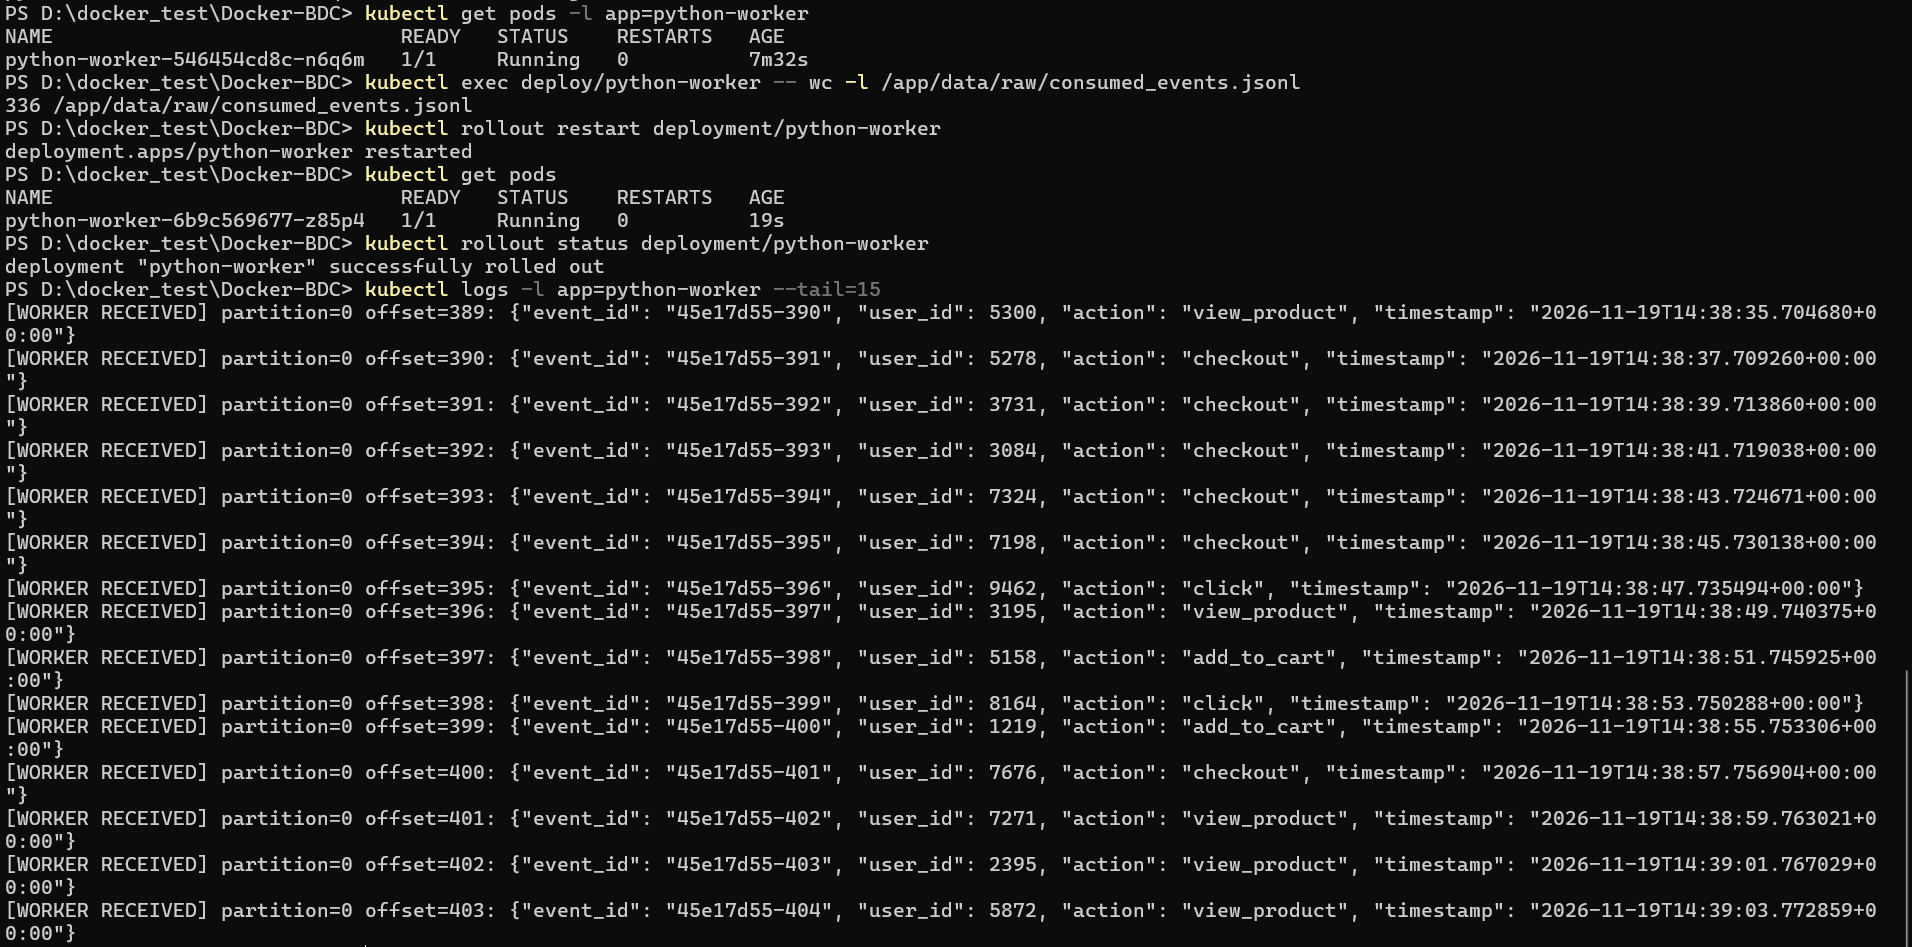 PS D:\docker_test\Docker-BDC> kubectl get pods -l app=python-worker
NAME                             READY   STATUS    RESTARTS   AGE
python-worker-546454cd8c-n6q6m   1/1     Running   0          7m32s
PS D:\docker_test\Docker-BDC> kubectl exec deploy/python-worker -- wc -l /app/data/raw/consumed_events.jsonl
336 /app/data/raw/consumed_events.jsonl
PS D:\docker_test\Docker-BDC> kubectl rollout restart deployment/python-worker
deployment.apps/python-worker restarted
PS D:\docker_test\Docker-BDC> kubectl get pods
NAME                             READY   STATUS    RESTARTS   AGE
python-worker-6b9c569677-z85p4   1/1     Running   0          19s
PS D:\docker_test\Docker-BDC> kubectl rollout status deployment/python-worker
deployment "python-worker" successfully rolled out
PS D:\docker_test\Docker-BDC> kubectl logs -l app=python-worker --tail=15
[WORKER RECEIVED] partition=0 offset=389: {"event_id": "45e17d55-390", "user_id": 5300, "action": "view_product", "timestamp": "2026-11-19T14:38:35.704680+0
0:00"}
[WORKER RECEIVED] partition=0 offset=390: {"event_id": "45e17d55-391", "user_id": 5278, "action": "checkout", "timestamp": "2026-11-19T14:38:37.709260+00:00
"}
[WORKER RECEIVED] partition=0 offset=391: {"event_id": "45e17d55-392", "user_id": 3731, "action": "checkout", "timestamp": "2026-11-19T14:38:39.713860+00:00
"}
[WORKER RECEIVED] partition=0 offset=392: {"event_id": "45e17d55-393", "user_id": 3084, "action": "checkout", "timestamp": "2026-11-19T14:38:41.719038+00:00
"}
[WORKER RECEIVED] partition=0 offset=393: {"event_id": "45e17d55-394", "user_id": 7324, "action": "checkout", "timestamp": "2026-11-19T14:38:43.724671+00:00
"}
[WORKER RECEIVED] partition=0 offset=394: {"event_id": "45e17d55-395", "user_id": 7198, "action": "checkout", "timestamp": "2026-11-19T14:38:45.730138+00:00
"}
[WORKER RECEIVED] partition=0 offset=395: {"event_id": "45e17d55-396", "user_id": 9462, "action": "click", "timestamp": "2026-11-19T14:38:47.735494+00:00"}
[WORKER RECEIVED] partition=0 offset=396: {"event_id": "45e17d55-397", "user_id": 3195, "action": "view_product", "timestamp": "2026-11-19T14:38:49.740375+0
0:00"}
[WORKER RECEIVED] partition=0 offset=397: {"event_id": "45e17d55-398", "user_id": 5158, "action": "add_to_cart", "timestamp": "2026-11-19T14:38:51.745925+00
:00"}
[WORKER RECEIVED] partition=0 offset=398: {"event_id": "45e17d55-399", "user_id": 8164, "action": "click", "timestamp": "2026-11-19T14:38:53.750288+00:00"}
[WORKER RECEIVED] partition=0 offset=399: {"event_id": "45e17d55-400", "user_id": 1219, "action": "add_to_cart", "timestamp": "2026-11-19T14:38:55.753306+00
:00"}
[WORKER RECEIVED] partition=0 offset=400: {"event_id": "45e17d55-401", "user_id": 7676, "action": "checkout", "timestamp": "2026-11-19T14:38:57.756904+00:00
"}
[WORKER RECEIVED] partition=0 offset=401: {"event_id": "45e17d55-402", "user_id": 7271, "action": "view_product", "timestamp": "2026-11-19T14:38:59.763021+0
0:00"}
[WORKER RECEIVED] partition=0 offset=402: {"event_id": "45e17d55-403", "user_id": 2395, "action": "view_product", "timestamp": "2026-11-19T14:39:01.767029+0
0:00"}
[WORKER RECEIVED] partition=0 offset=403: {"event_id": "45e17d55-404", "user_id": 5872, "action": "view_product", "timestamp": "2026-11-19T14:39:03.772859+0
0:00"}